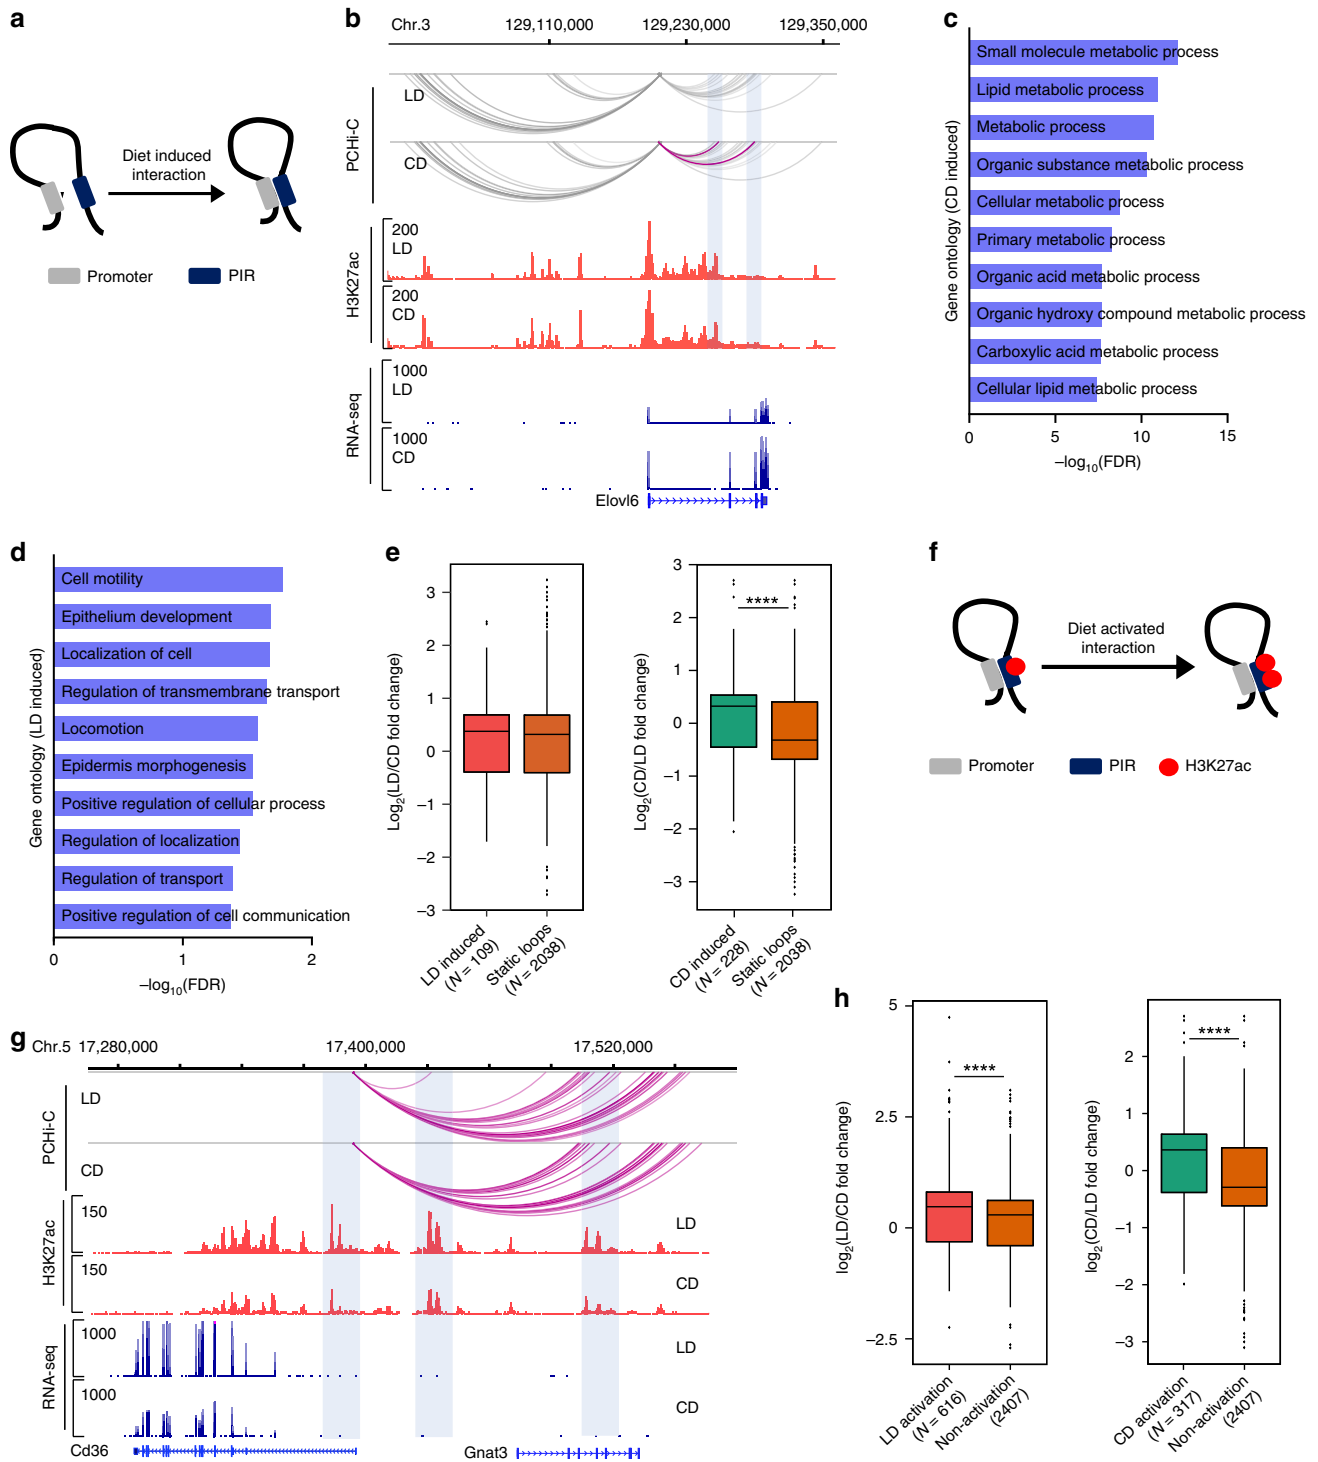 a
Diet induced
interaction
Promoter
PIR
b
Chr.3
129,110,000
129,230,000
129,350,000
PCHi-C
LD
CD
H3K27ac
200
LD
200
CD
RNA-seq
1000
LD
1000
CD
Elovl6
c
Gene ontology (CD induced)
Small molecule metabolic process
Lipid metabolic process
Metabolic process
Organic substance metabolic process
Cellular metabolic process
Primary metabolic process
Organic acid metabolic process
Organic hydroxy compound metabolic process
Carboxylic acid metabolic process
Cellular lipid metabolic process
0 5 10 15
–log10(FDR)
d
Gene ontology (LD induced)
Cell motility
Epithelium development
Localization of cell
Regulation of transmembrane transport
Locomotion
Epidermis morphogenesis
Positive regulation of cellular process
Regulation of localization
Regulation of transport
Positive regulation of cell communication
0 1 2
–log10(FDR)
e
Log2(LD/CD fold change)
3
2
1
0
–1
–2
–3
LD induced
(N = 109)
Static loops
(N = 2038)
Log2(CD/LD fold change)
3
2
1
0
–1
–2
–3
****
CD induced
(N = 228)
Static loops
(N = 2038)
f
Diet activated
interaction
Promoter
PIR
H3K27ac
g
Chr.5 17,280,000
17,400,000
17,520,000
PCHi-C
LD
CD
H3K27ac
150
LD
150
CD
RNA-seq
1000
LD
1000
CD
Cd36
Gnat3
h
log2(LD/CD fold change)
5
2.5
0
–2.5
****
LD activation
(N = 616)
Non-activation
(2407)
log2(CD/LD fold change)
2
1
0
–1
–2
–3
****
CD activation
(N = 317)
Non-activation
(2407)